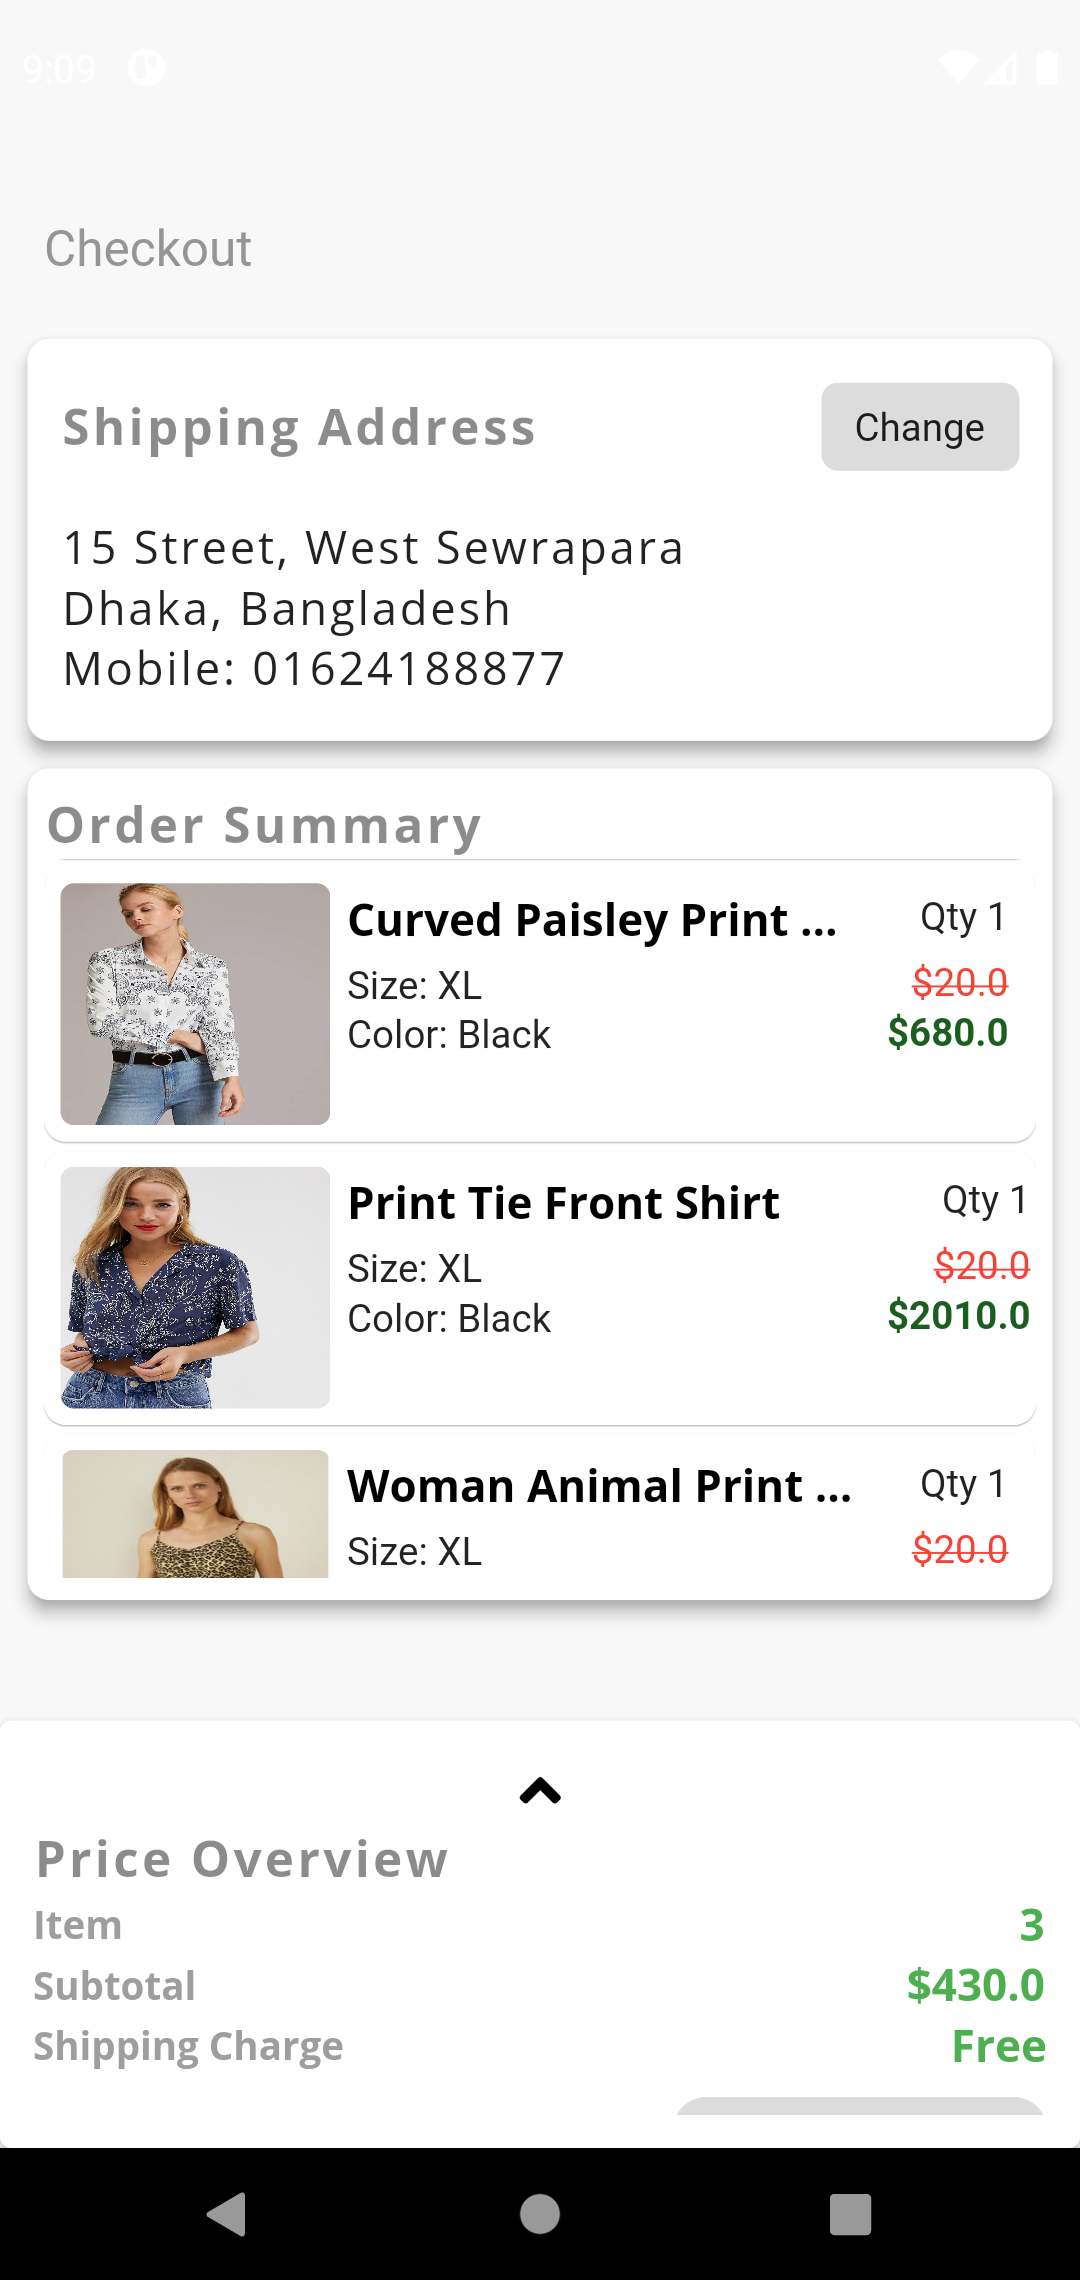 9:09
Checkout
Shipping Address
Change
15 Street, West Sewrapara
Dhaka, Bangladesh
Mobile: 01624188877
Order Summary
Curved Paisley Print ...
Qty 1
Size: XL
$20.0
Color: Black
$680.0
Print Tie Front Shirt
Qty 1
Size: XL
$20.0
Color: Black
$2010.0
Woman Animal Print ...
Qty 1
Size: XL
$20.0
Price Overview
Item
3
Subtotal
$430.0
Shipping Charge
Free